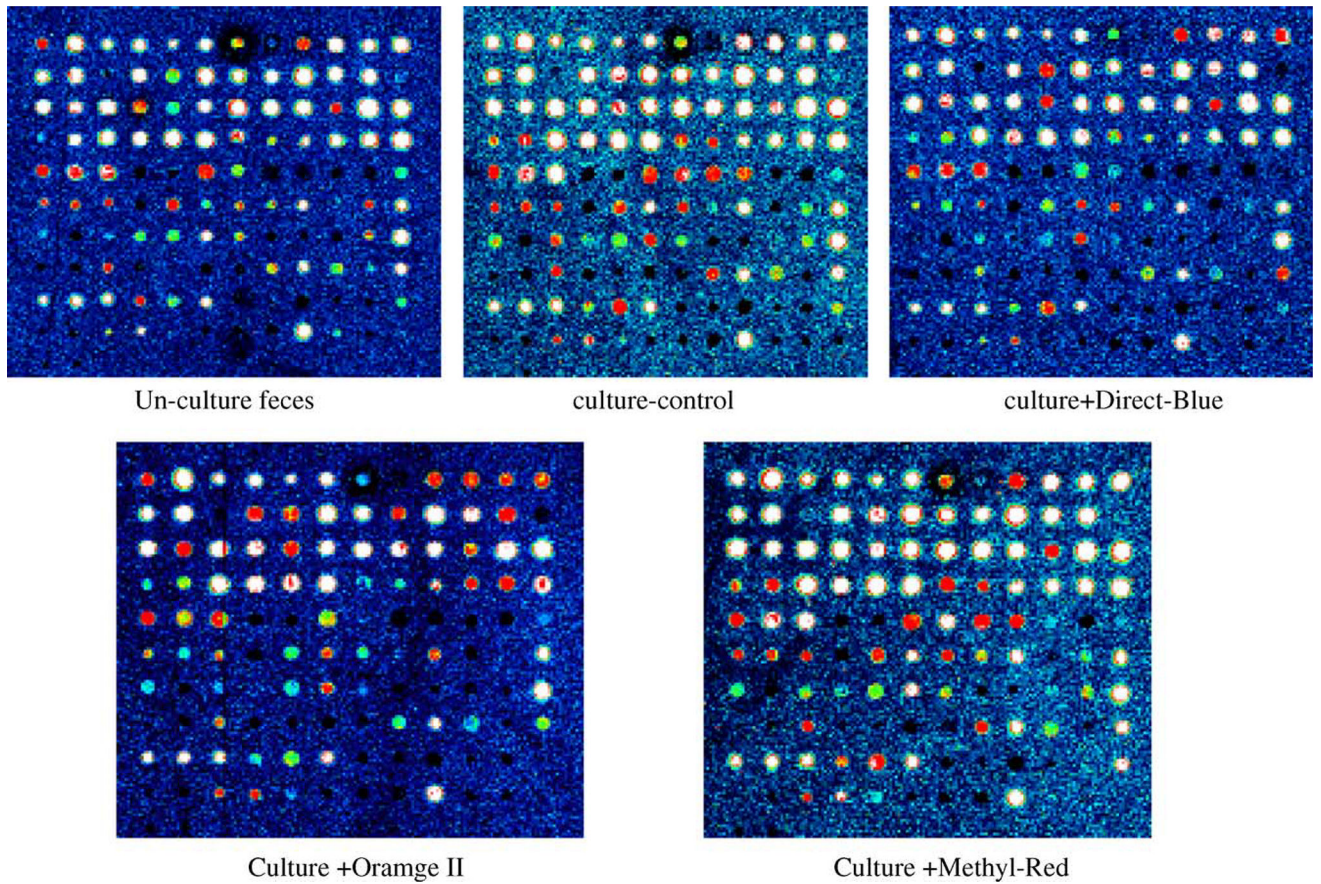 Un-culture feces
culture-control
culture+Direct-Blue
Culture +Oramge II
Culture +Methyl-Red